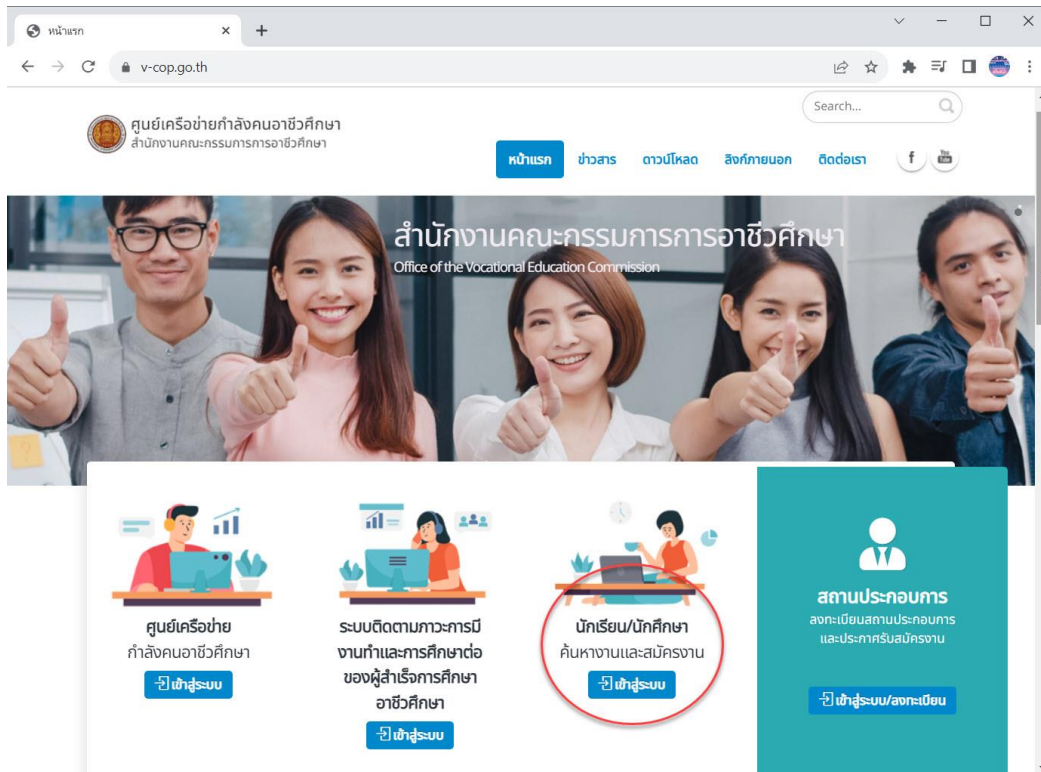 หน้าแรก
v-cop.go.th
Search...
ศูนย์เครือข่ายกำลังคนอาชีวศึกษา
สำนักงานคณะกรรมการการอาชีวศึกษา
หน้าแรก ข่าวสาร ดาวน์โหลด ลิงก์ภายนอก ติดต่อเรา f You Tube
สำนักงานคณะกรรมการการอาชีวศึกษา
Office of the Vocational Education Commission
ศูนย์เครือข่าย
กำลังคนอาชีวศึกษา
เข้าสู่ระบบ
ระบบติดตามภาวะการมี
งานทำและการศึกษาต่อ
ของผู้สำเร็จการศึกษา
อาชีวศึกษา
เข้าสู่ระบบ
นักเรียน/นักศึกษา
ค้นหางานและสมัครงาน
เข้าสู่ระบบ
สถานประกอบการ
ลงทะเบียนสถานประกอบการ
และประกาศรับสมัครงาน
เข้าสู่ระบบ/ลงทะเบียน